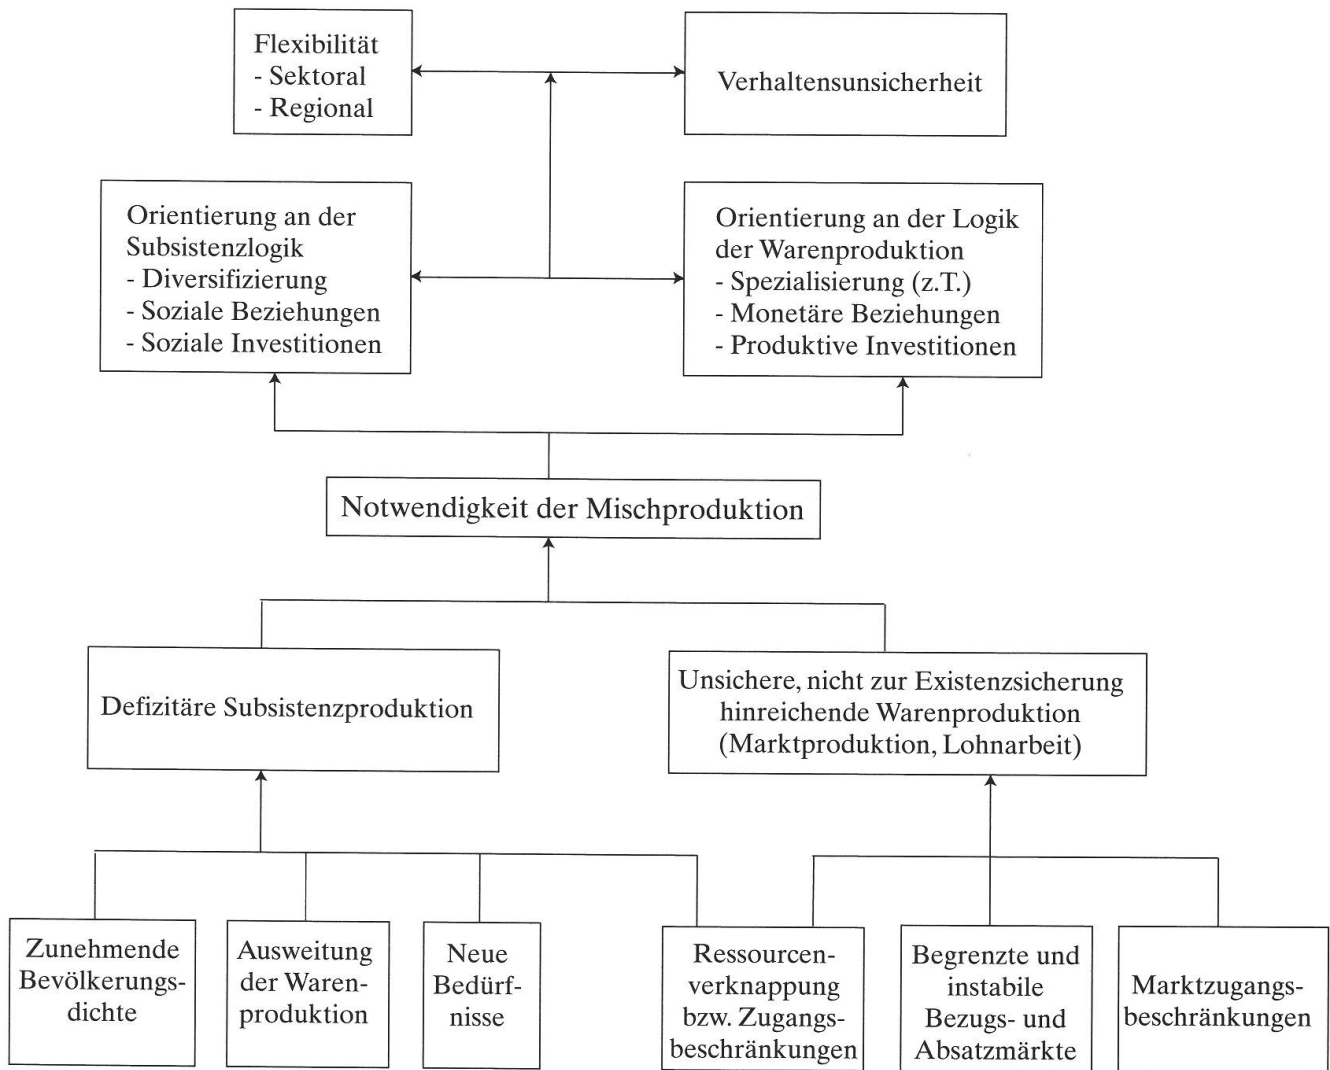 Flexibilität
- Sektoral
- Regional
Verhaltensunsicherheit
Orientierung an der
Subsistenzlogik
- Diversifizierung
- Soziale Beziehungen
- Soziale Investitionen
Orientierung an der Logik
der Warenproduktion
- Spezialisierung (z.T.)
- Monetäre Beziehungen
- Produktive Investitionen
Notwendigkeit der Mischproduktion
Defizitäre Subsistenzproduktion
Unsichere, nicht zur Existenzsicherung
hinreichende Warenproduktion
(Marktproduktion, Lohnarbeit)
Zunehmende
Bevölkerungs-
dichte
Ausweitung
der Waren-
produktion
Neue
Bedürf-
nisse
Ressourcen-
verknappung
bzw. Zugangs-
beschränkungen
Begrenzte und
instabile
Bezugs- und
Absatzmärkte
Marktzugangs-
beschränkungen